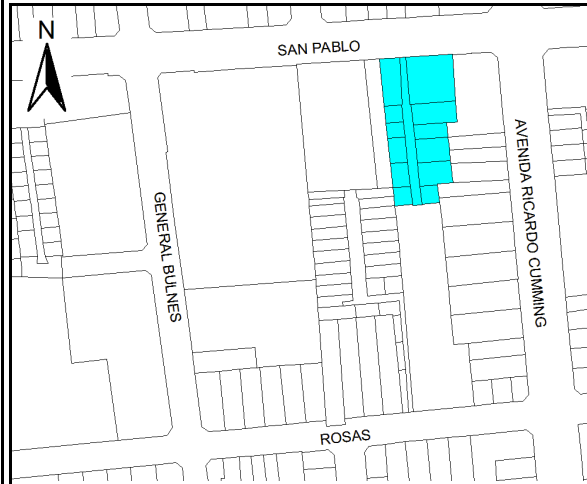 N
SAN PABLO
GENERAL BULNES
AVENIDA RICARDO CUMMING
ROSAS